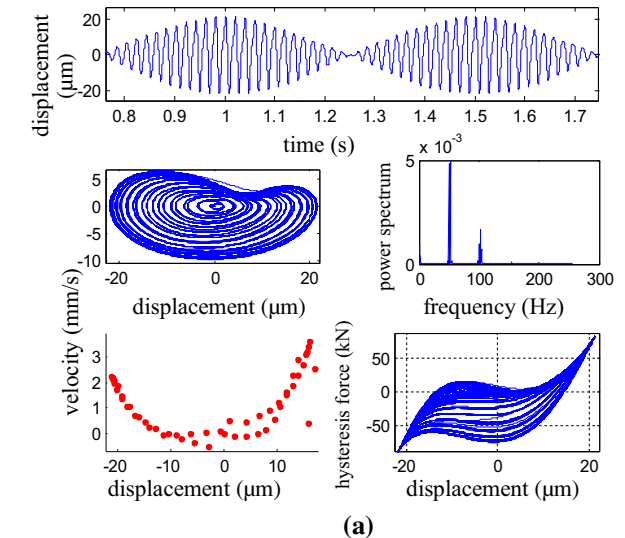 displacement
(μm)
20
0
-20
0.8 0.9 1 1.1 1.2 1.3 1.4 1.5 1.6 1.7
time (s)
5
0
-5
-10
-20 0 20
displacement (μm)
velocity (mm/s)
x 10⁻³
5
0
0 100 200 300
power spectrum
frequency (Hz)
3
2
1
0
-20 -10 0 10
displacement (μm)
hysteresis force (kN)
50
0
-50
-20 0 20
displacement (μm)
(a)